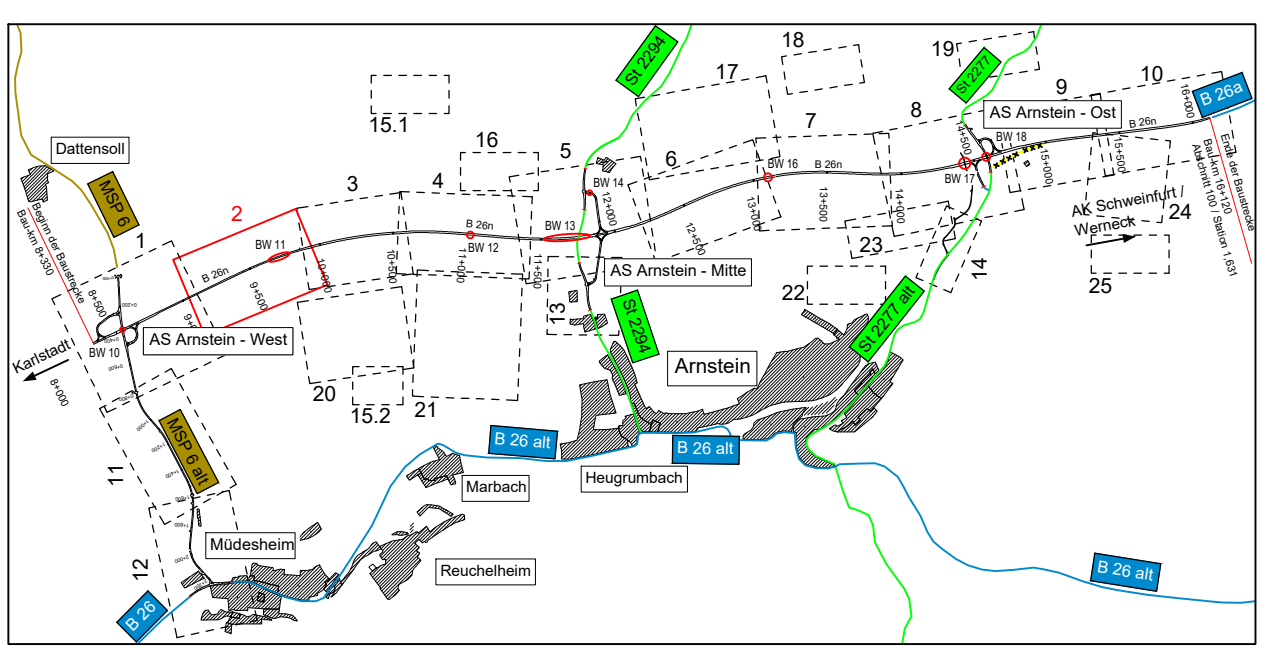 Dattensoll
MSP 6
Beginn der Baustrecke
Bau-km 8+330
1
8+500
BW 10
AS Arnstein - West
Karlstadt
8+000
2
BW 11
B 26n
9+500
10+000
3
10+500
4
15.1
16
B 26n
BW 12
11+000
11+500
5
BW 13
BW 14
12+000
AS Arnstein - Mitte
St 2294
St 2294
13
6
12+500
17
18
BW 16
13+000
7
B 26n
13+500
14+000
8
19
St 2277
14+500
AS Arnstein - Ost
BW 18
BW 17
9
B 26n
15+000
15+500
10
16+000
B 26a
Ende der Baustrecke
Bau-km 16+120
Abschnitt 100 / Station 1.631
AK Schweinfurt /
Werneck
24
25
23
22
14
St 2277 alt
20
15.2
21
Arnstein
B 26 alt
B 26 alt
B 26 alt
Heugrumbach
Marbach
Reuchelheim
Müdesheim
MSP 6 alt
11
12
B 26